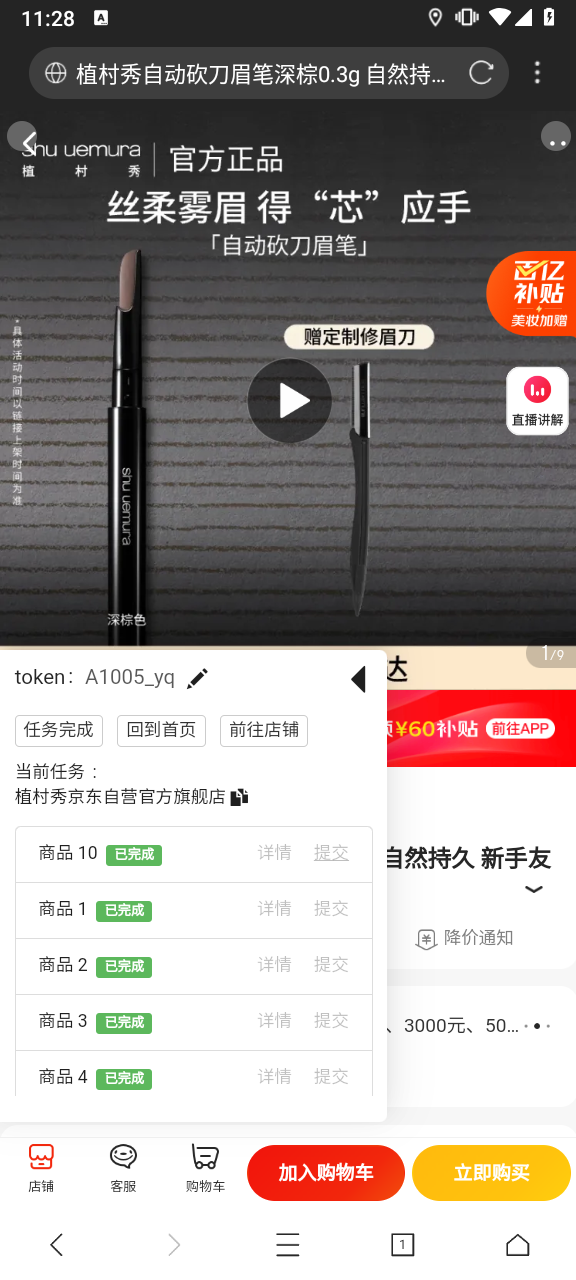 11:28
A
植村秀自动砍刀眉笔深棕0.3g 自然持...
shu uemura
植 村 秀
官方正品
丝柔雾眉 得“芯”应手
「自动砍刀眉笔」
百亿
补贴
美妆加赠
赠定制修眉刀
*具体活动时间以链接上架时间为准
直播讲解
shu uemura
深棕色
1/9
达
token： A1005_yq
任务完成
回到首页
前往店铺
¥60补贴
前往APP
当前任务：
植村秀京东自营官方旗舰店
商品 10 已完成 详情 提交
自然持久 新手友
商品 1 已完成 详情 提交
降价通知
商品 2 已完成 详情 提交
商品 3 已完成 详情 提交
、3000元、50...
商品 4 已完成 详情 提交
店铺
客服
购物车
加入购物车
立即购买
1